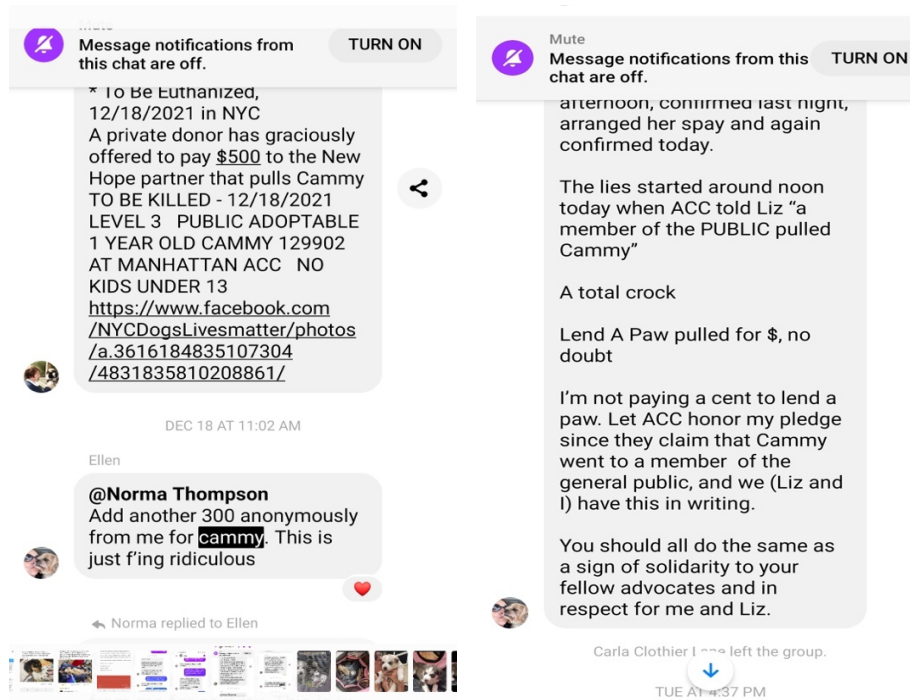 Mute
Message notifications from
this chat are off.
TURN ON
* To Be Euthanized,
12/18/2021 in NYC
A private donor has graciously
offered to pay $500 to the New
Hope partner that pulls Cammy
TO BE KILLED - 12/18/2021
LEVEL 3 PUBLIC ADOPTABLE
1 YEAR OLD CAMMY 129902
AT MANHATTAN ACC NO
KIDS UNDER 13
https://www.facebook.com
/NYCDogsLivesmatter/photos
/a.3616184835107304
/4831835810208861/
DEC 18 AT 11:02 AM
Ellen
@Norma Thompson
Add another 300 anonymously
from me for cammy. This is
just f'ing ridiculous
Norma replied to Ellen
Mute
Message notifications from this
chat are off.
TURN ON
afternoon, confirmed last night,
arranged her spay and again
confirmed today.
The lies started around noon
today when ACC told Liz “a
member of the PUBLIC pulled
Cammy”
A total crock
Lend A Paw pulled for $, no
doubt
I’m not paying a cent to lend a
paw. Let ACC honor my pledge
since they claim that Cammy
went to a member of the
general public, and we (Liz and
I) have this in writing.
You should all do the same as
a sign of solidarity to your
fellow advocates and in
respect for me and Liz.
Carla Clothier left the group.
TUE AT 4:37 PM